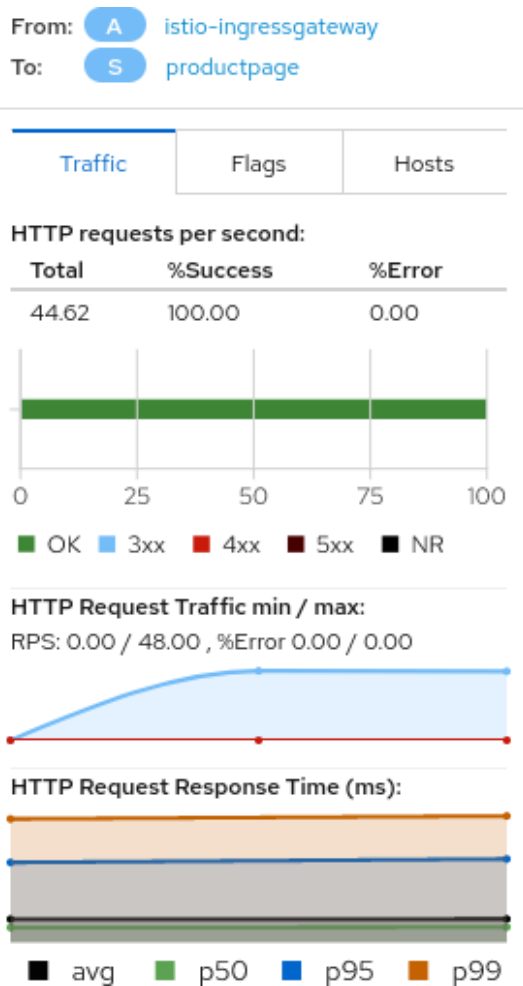 From: A istio-ingressgateway
To: S productpage
Traffic Flags Hosts
HTTP requests per second:
Total %Success %Error
44.62 100.00 0.00
0 25 50 75 100
OK 3xx 4xx 5xx NR
HTTP Request Traffic min / max:
RPS: 0.00 / 48.00 , %Error 0.00 / 0.00
HTTP Request Response Time (ms):
avg p50 p95 p99